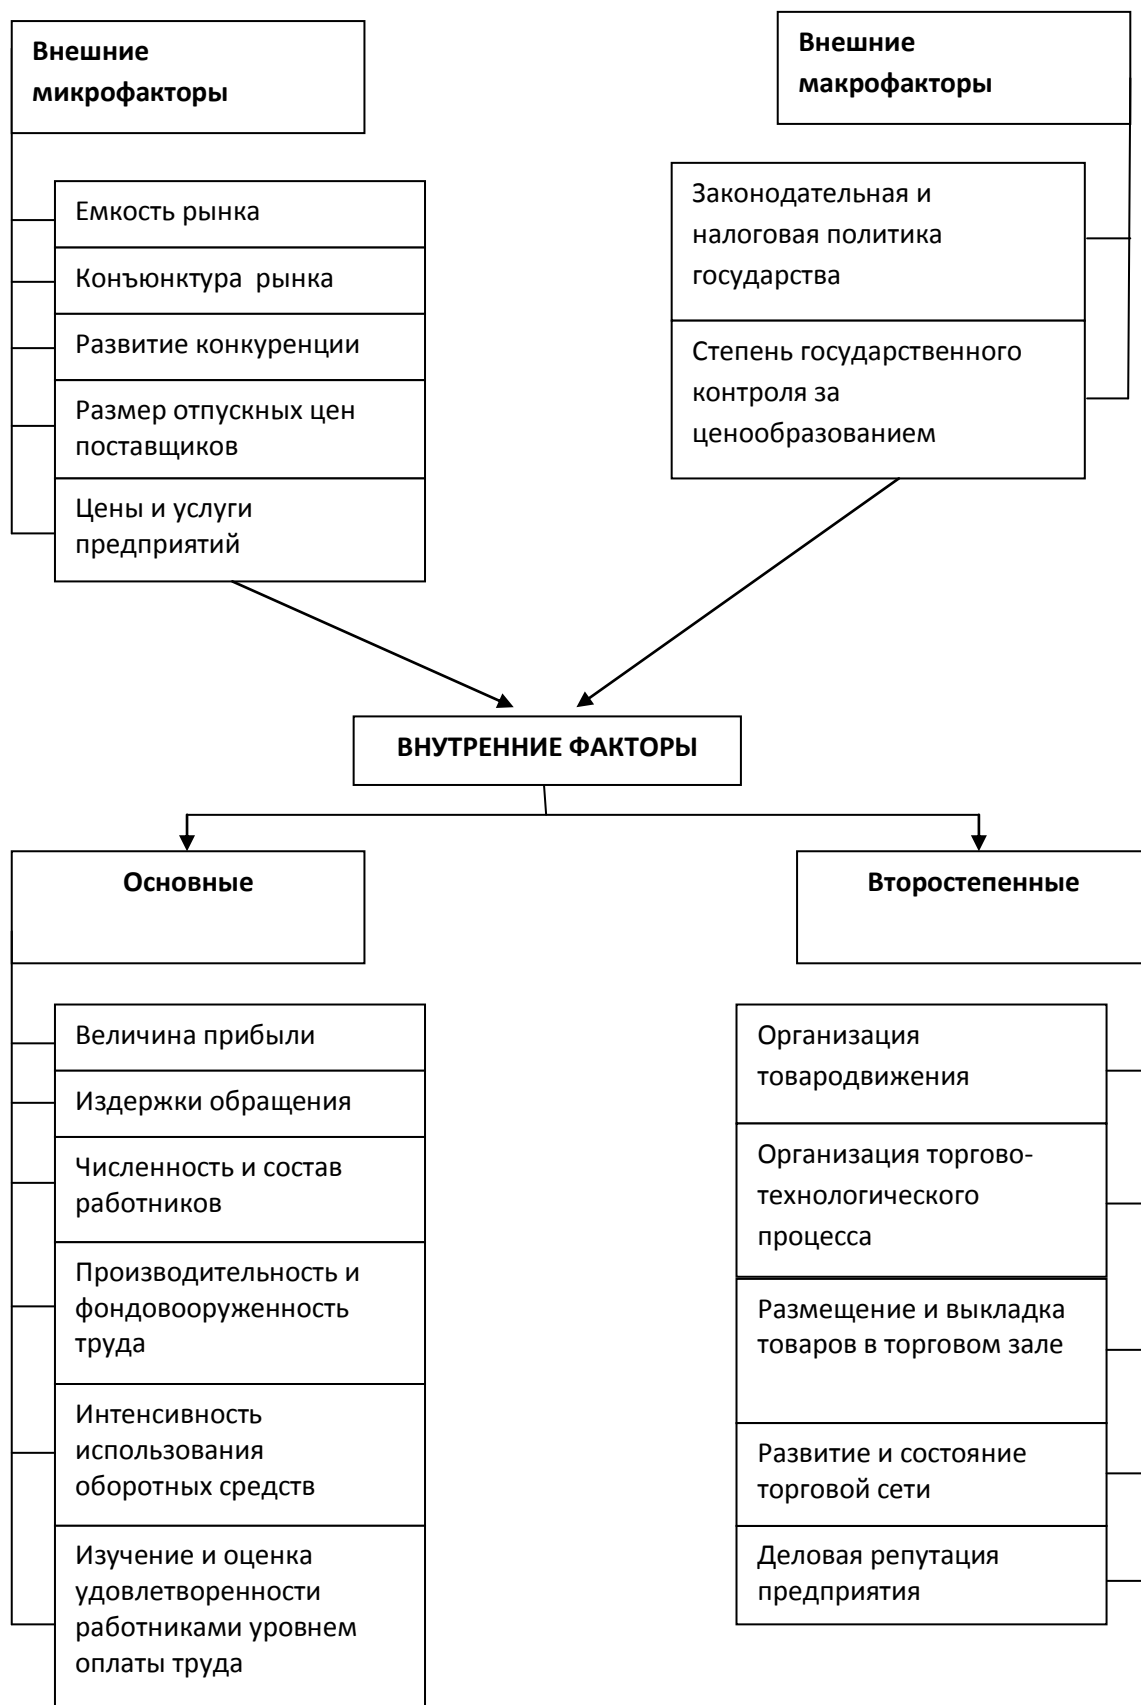 Внешние
микрофакторы
Емкость рынка
Конъюнктура  рынка
Развитие конкуренции
Размер отпускных цен
поставщиков
Цены и услуги
предприятий
Внешние
макрофакторы
Законодательная и
налоговая политика
государства
Степень государственного
контроля за
ценообразованием
ВНУТРЕННИЕ ФАКТОРЫ
Основные
Величина прибыли
Издержки обращения
Численность и состав
работников
Производительность и
фондовооруженность
труда
Интенсивность
использования
оборотных средств
Изучение и оценка
удовлетворенности
работниками уровнем
оплаты труда
Второстепенные
Организация
товародвижения
Организация торгово-
технологического
процесса
Размещение и выкладка
товаров в торговом зале
Развитие и состояние
торговой сети
Деловая репутация
предприятия